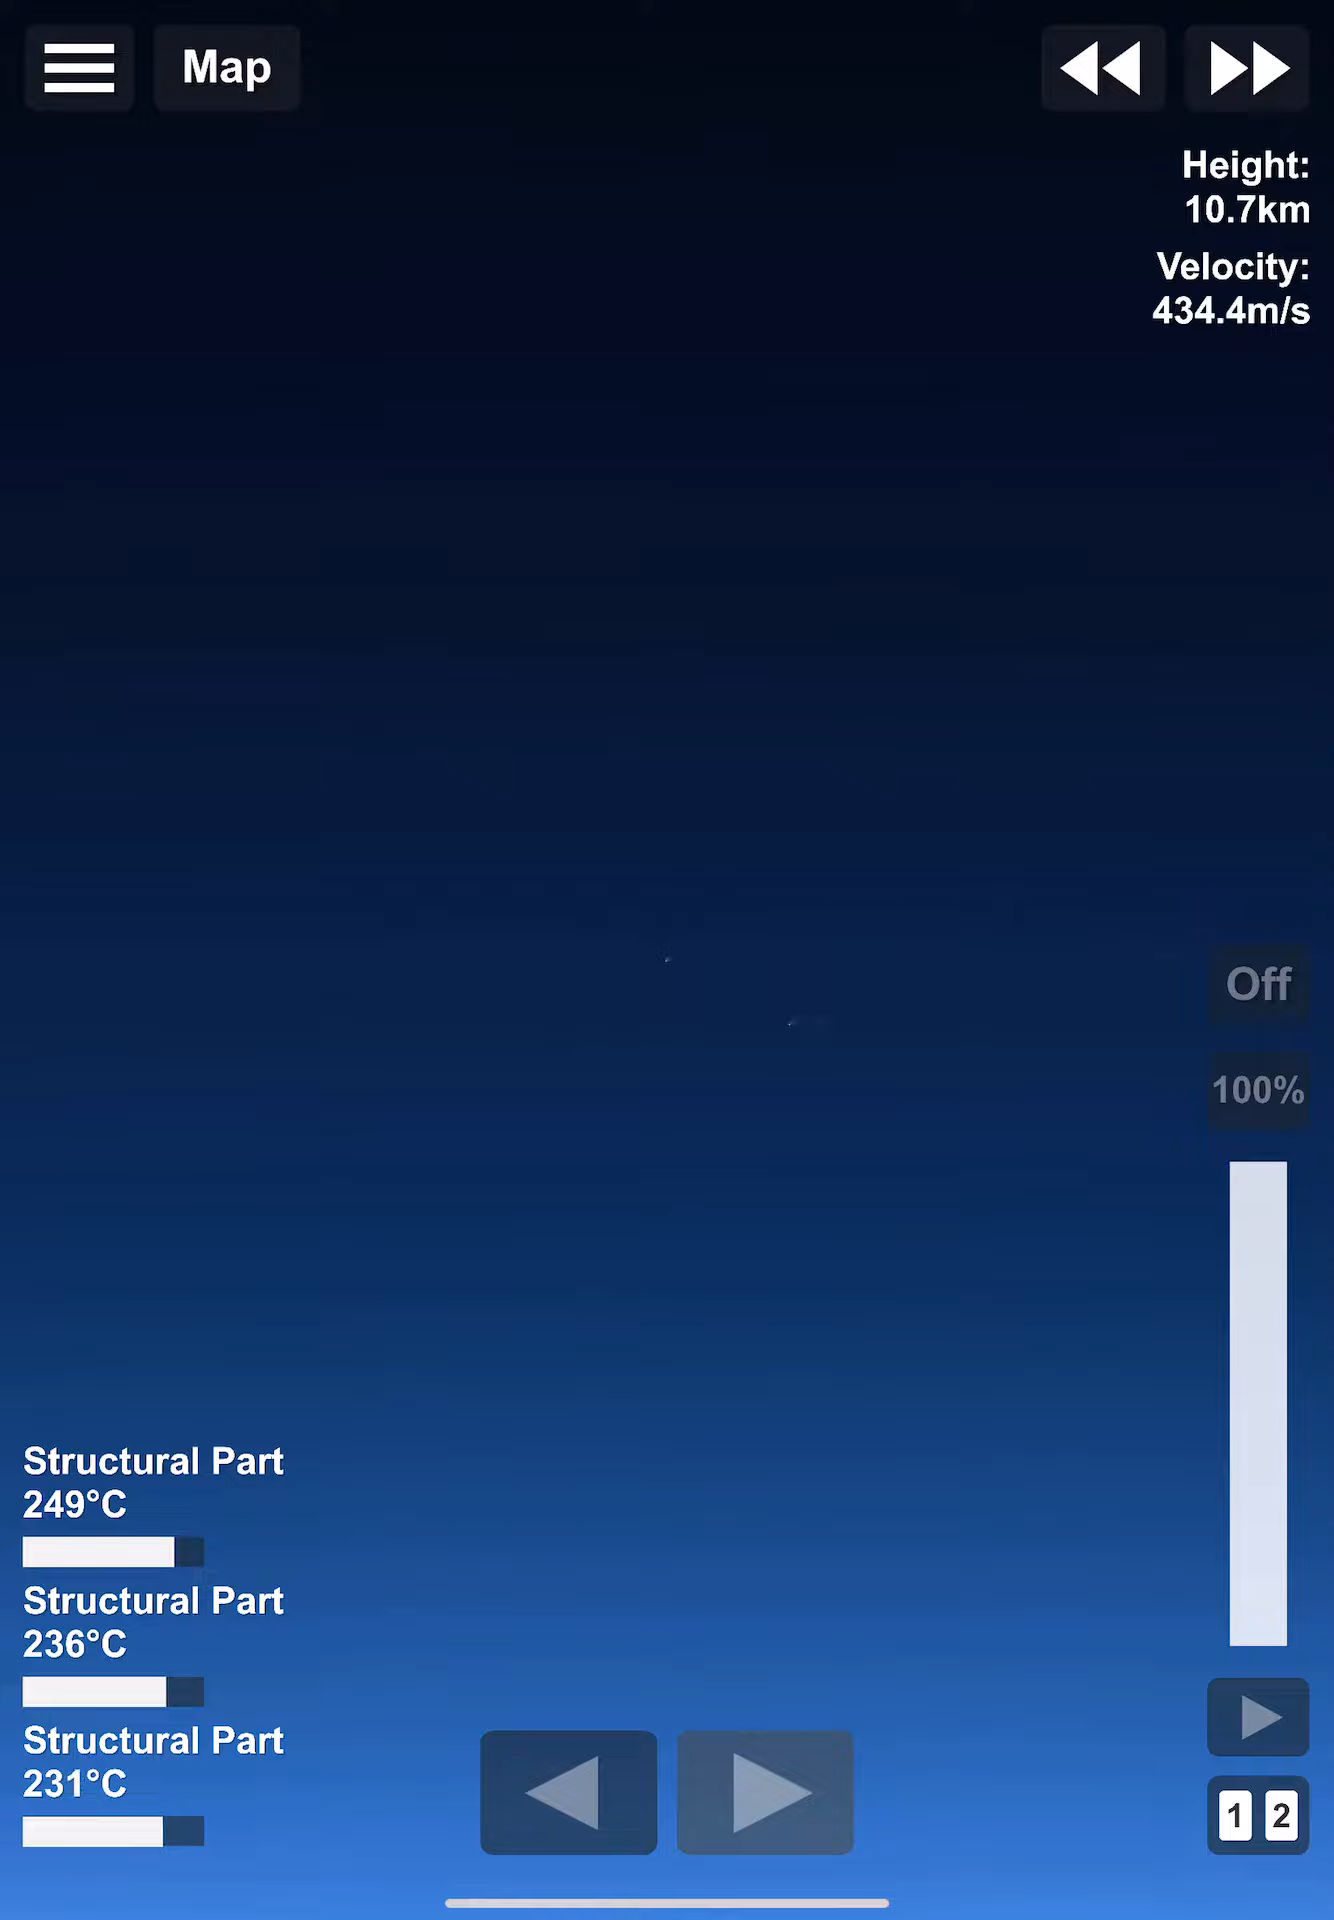 Map
Height:
10.7km
Velocity:
434.4m/s
Off
100%
Structural Part
249°C
Structural Part
236°C
Structural Part
231°C
1 2